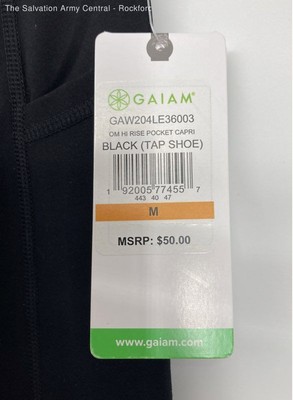 The Salvation Army Central - Rockford
GAIAM
GAW204LE36003
OM HI RISE POCKET CAPRI
BLACK (TAP SHOE)
1 92005 77455 7
443 40 47
M
MSRP: $50.00
www.gaiam.com